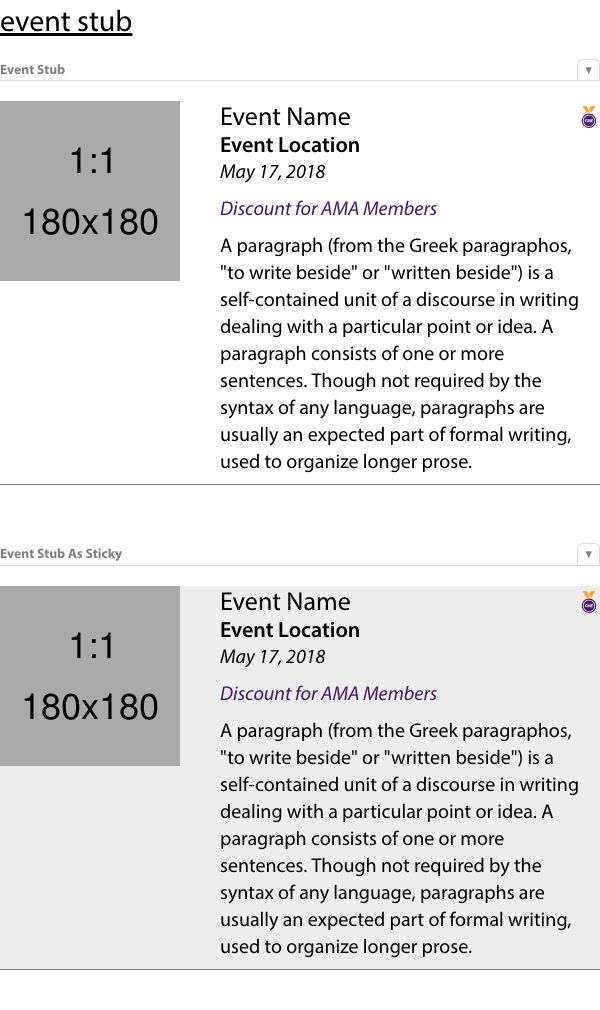 event stub
Event Stub
▼
1:1
180x180
Event Name
Event Location
May 17, 2018
Discount for AMA Members
A paragraph (from the Greek paragraphos,
"to write beside" or "written beside") is a
self-contained unit of a discourse in writing
dealing with a particular point or idea. A
paragraph consists of one or more
sentences. Though not required by the
syntax of any language, paragraphs are
usually an expected part of formal writing,
used to organize longer prose.
Event Stub As Sticky
▼
1:1
180x180
Event Name
Event Location
May 17, 2018
Discount for AMA Members
A paragraph (from the Greek paragraphos,
"to write beside" or "written beside") is a
self-contained unit of a discourse in writing
dealing with a particular point or idea. A
paragraph consists of one or more
sentences. Though not required by the
syntax of any language, paragraphs are
usually an expected part of formal writing,
used to organize longer prose.